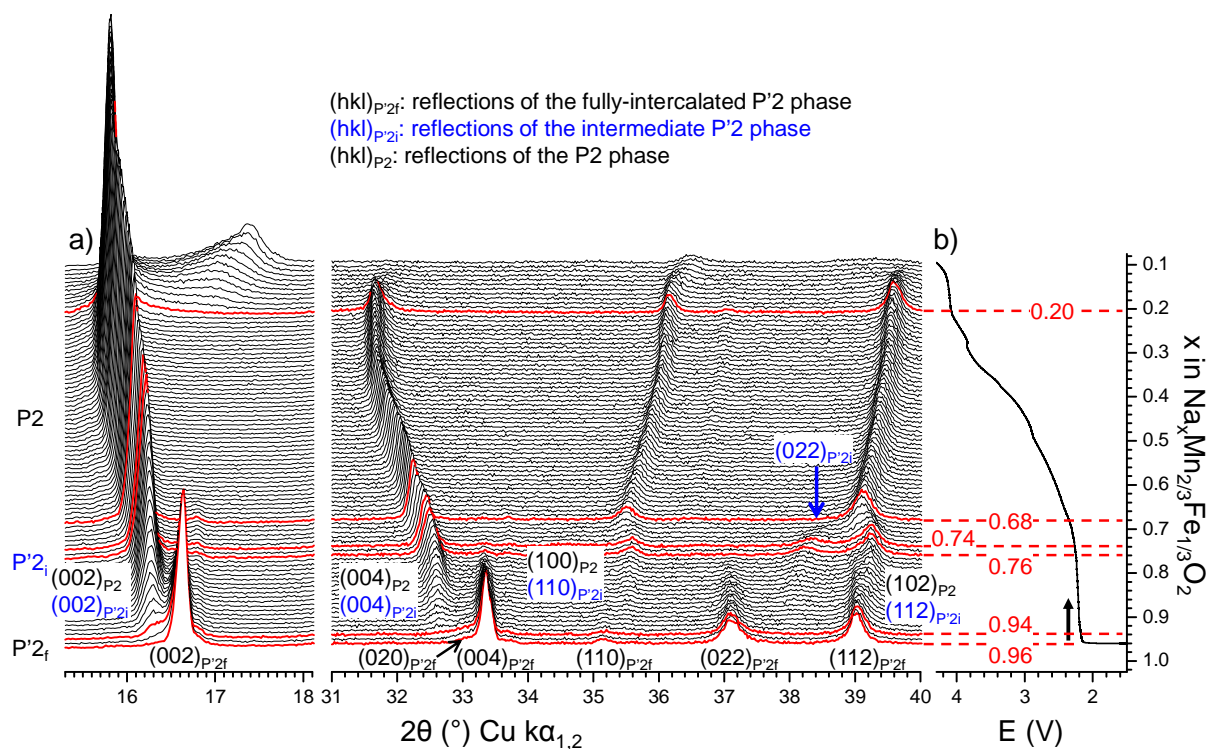 (hkl)P'2f: reflections of the fully-intercalated P'2 phase
(hkl)P'2i: reflections of the intermediate P'2 phase
(hkl)P2: reflections of the P2 phase
a)
b)
P2
P'2i
P'2f
(002)P2
(002)P'2i
(002)P'2f
(004)P2
(004)P'2i
(020)P'2f
(004)P'2f
(100)P2
(110)P'2i
(110)P'2f
(022)P'2i
(022)P'2f
(102)P2
(112)P'2i
(112)P'2f
0.20
0.68
0.74
0.76
0.94
0.96
0.1
0.2
0.3
0.4
0.5
0.6
0.7
0.8
0.9
1.0
x in NaxMn2/3Fe1/3O2
16 17 18
31 32 33 34 35 36 37 38 39 40
4 3 2
2θ (°) Cu kα1,2
E (V)